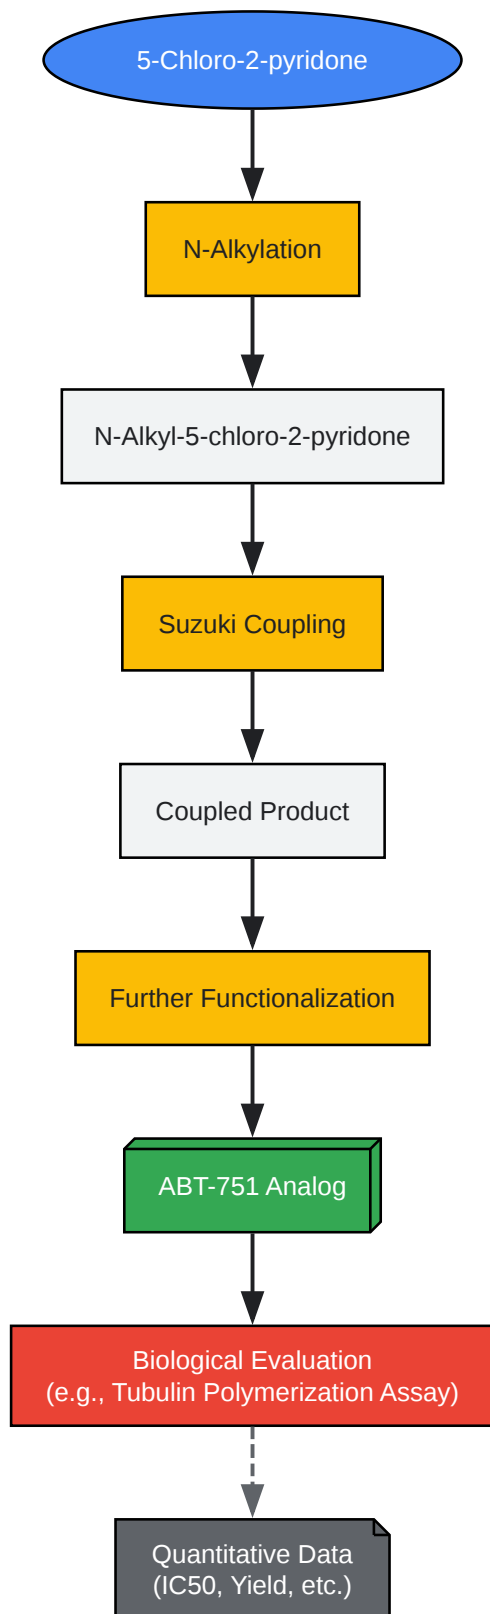 5-Chloro-2-pyridone
N-Alkylation
N-Alkyl-5-chloro-2-pyridone
Suzuki Coupling
Coupled Product
Further Functionalization
ABT-751 Analog
Biological Evaluation
(e.g., Tubulin Polymerization Assay)
Quantitative Data
(IC50, Yield, etc.)